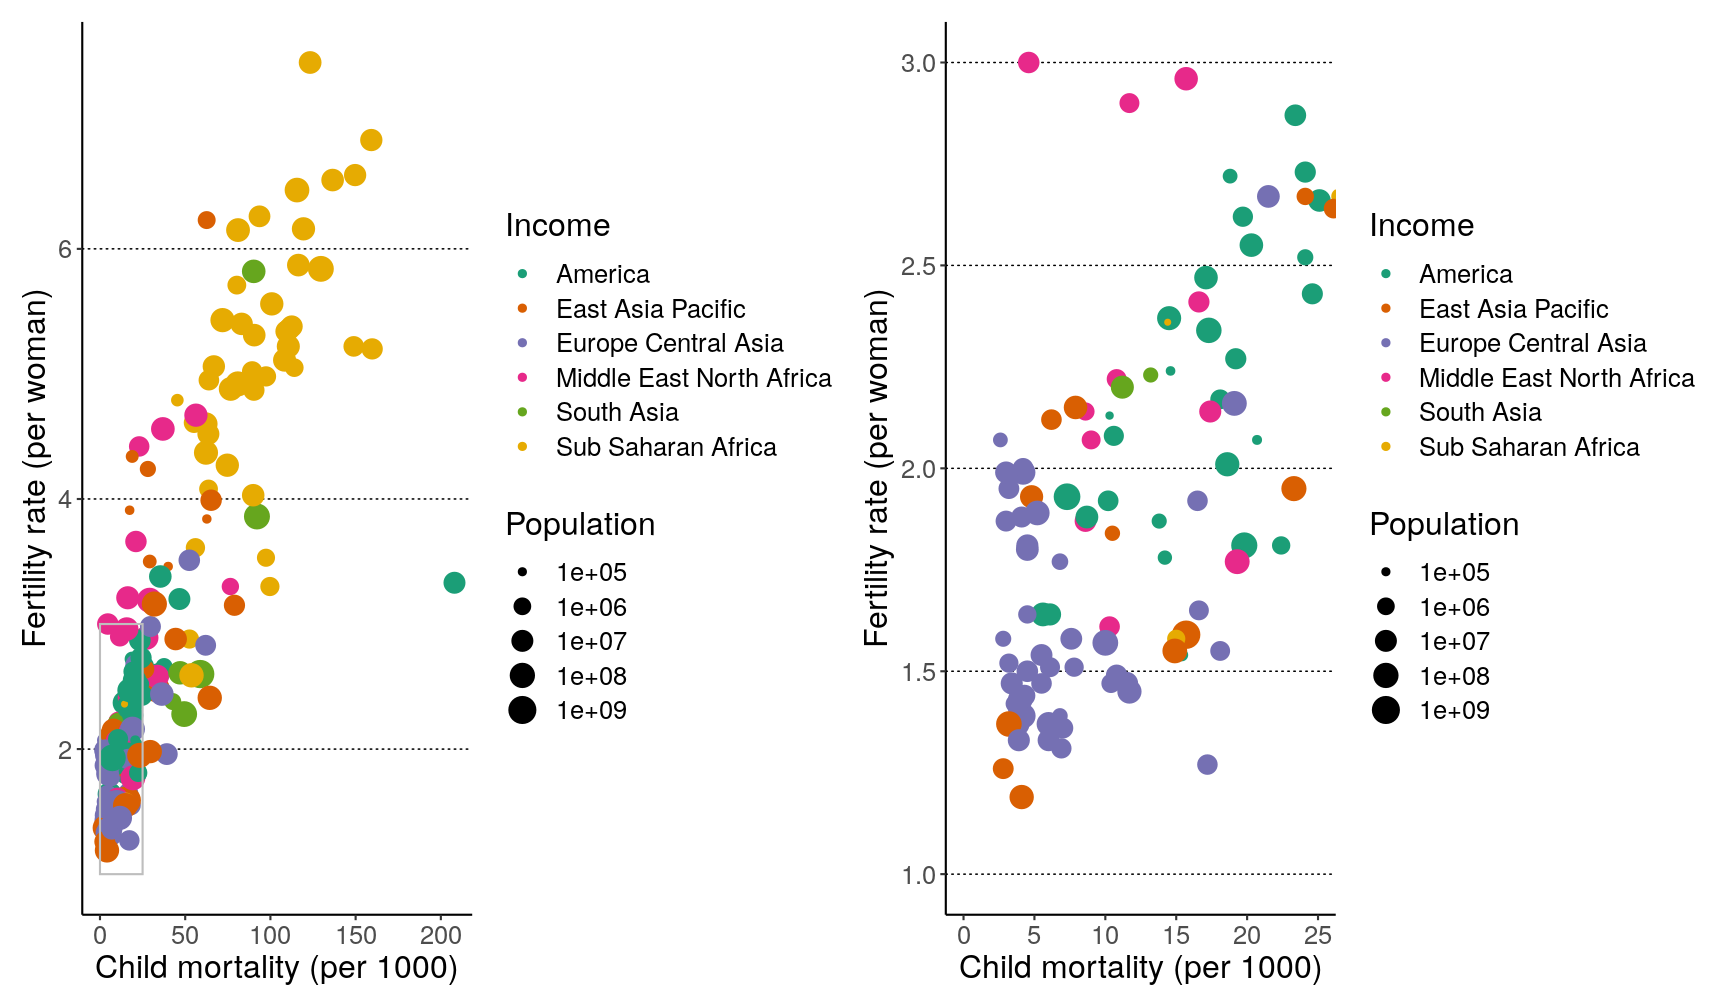 Fertility rate (per woman)
6
4
2
0
50
100
150
200
Child mortality (per 1000)
Income
America
East Asia Pacific
Europe Central Asia
Middle East North Africa
South Asia
Sub Saharan Africa
Population
1e+05
1e+06
1e+07
1e+08
1e+09
Fertility rate (per woman)
3.0
2.5
2.0
1.5
1.0
0
5
10
15
20
25
Child mortality (per 1000)
Income
America
East Asia Pacific
Europe Central Asia
Middle East North Africa
South Asia
Sub Saharan Africa
Population
1e+05
1e+06
1e+07
1e+08
1e+09